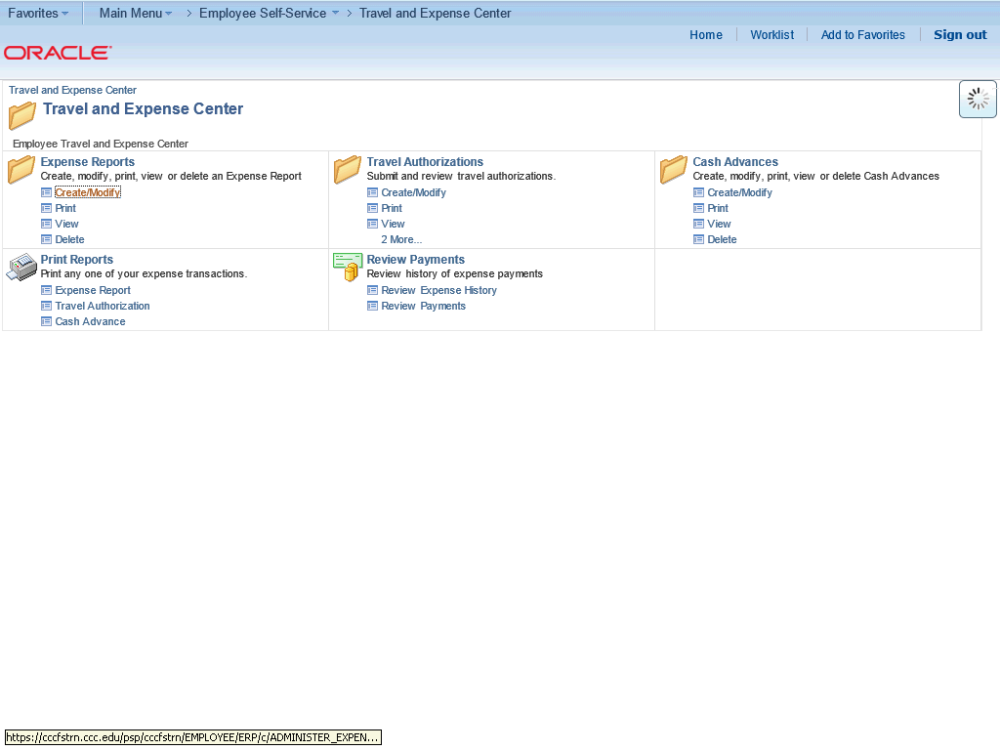 Favorites Main Menu > Employee Self-Service > Travel and Expense Center
Home Worklist Add to Favorites Sign out
ORACLE
Travel and Expense Center
Travel and Expense Center
Employee Travel and Expense Center
Expense Reports
Create, modify, print, view or delete an Expense Report
Create/Modify
Print
View
Delete
Travel Authorizations
Submit and review travel authorizations.
Create/Modify
Print
View
2 More...
Cash Advances
Create, modify, print, view or delete Cash Advances
Create/Modify
Print
View
Delete
Print Reports
Print any one of your expense transactions.
Expense Report
Travel Authorization
Cash Advance
Review Payments
Review history of expense payments
Review Expense History
Review Payments
https://cccfstrn.ccc.edu/psp/cccfstrn/EMPLOYEE/ERP/c/ADMINISTER_EXPEN...